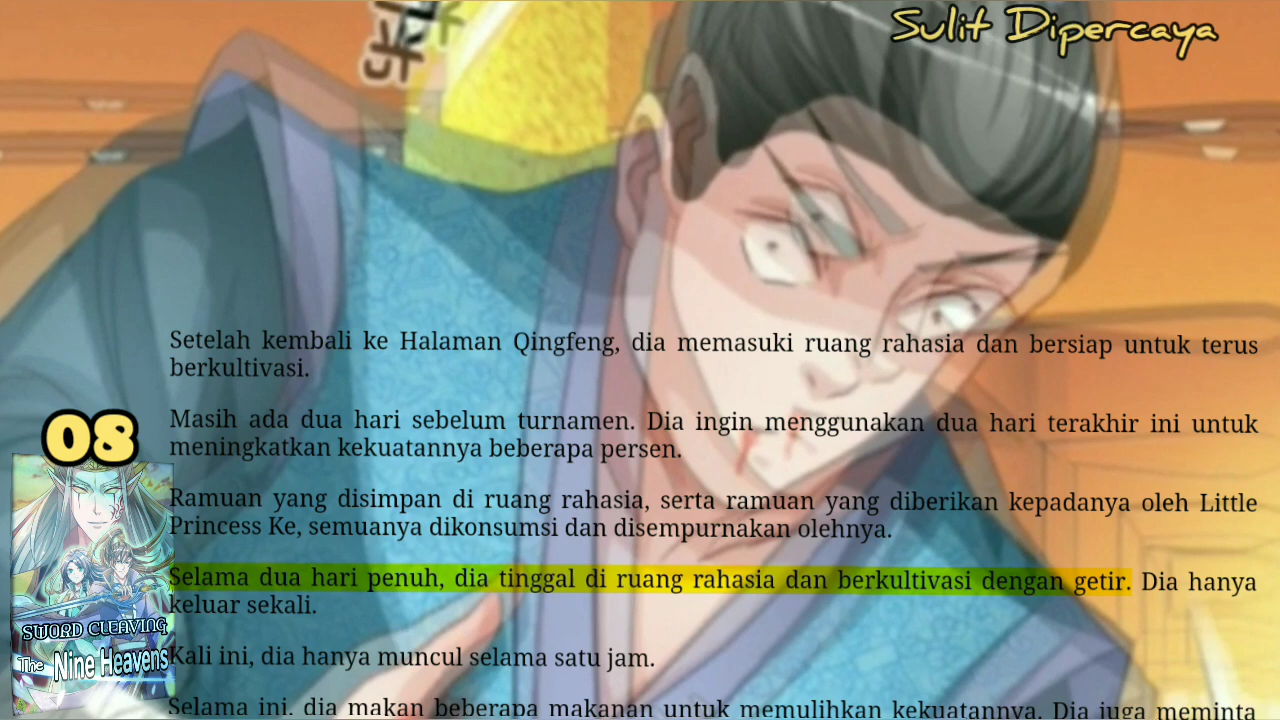 Sulit Dipercaya
Setelah kembali ke Halaman Qingfeng, dia memasuki ruang rahasia dan bersiap untuk terus
berkultivasi.
Masih ada dua hari sebelum turnamen. Dia ingin menggunakan dua hari terakhir ini untuk
meningkatkan kekuatannya beberapa persen.
Ramuan yang disimpan di ruang rahasia, serta ramuan yang diberikan kepadanya oleh Little
Princess Ke, semuanya dikonsumsi dan disempurnakan olehnya.
Selama dua hari penuh, dia tinggal di ruang rahasia dan berkultivasi dengan getir. Dia hanya
keluar sekali.
Kali ini, dia hanya muncul selama satu jam.
Selama ini, dia makan beberapa makanan untuk memulihkan kekuatannya. Dia juga meminta
08
SWORD CLEAVING
The Nine Heavens